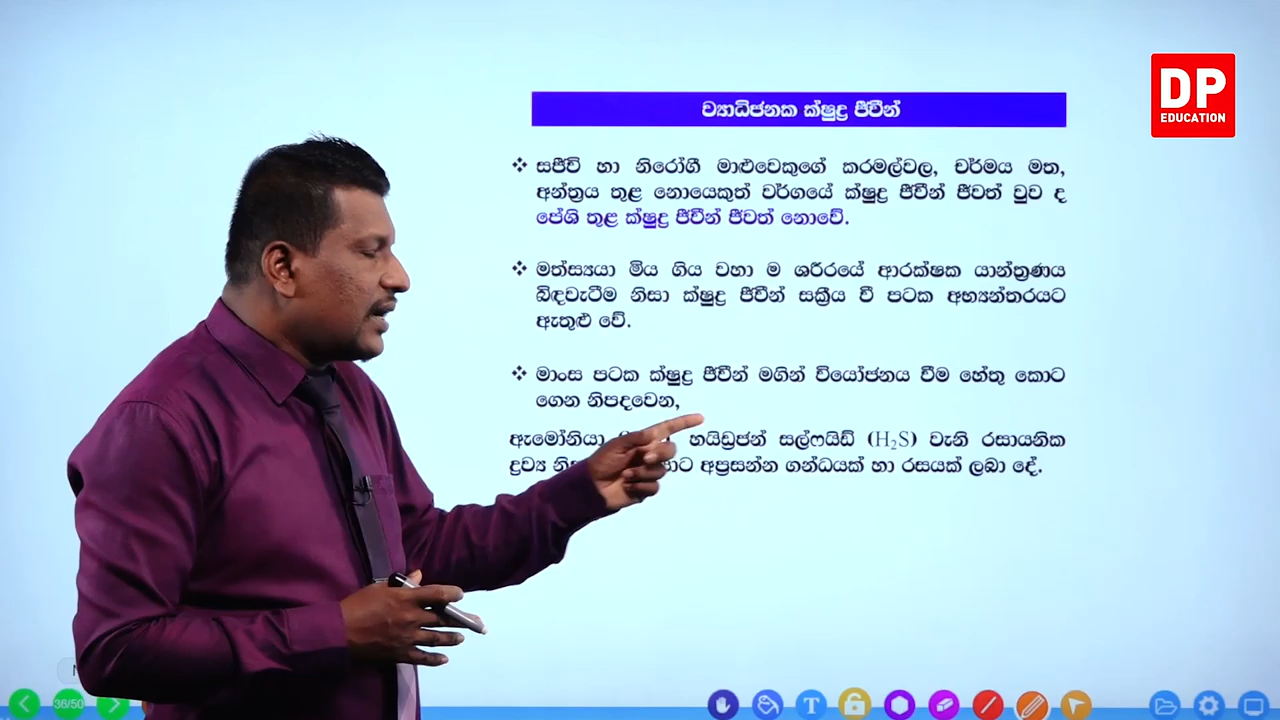 DP
EDUCATION
ව්‍යාධිජනක ක්ෂුද්‍ර ජීවීන්
❖ සජීවි හා නිරෝගී මාළුවෙකුගේ කරමල්වල, චර්මය මත,
අන්ත්‍රය තුළ නොයෙකුත් වර්ගයේ ක්ෂුද්‍ර ජීවීන් ජීවත් වුව ද
පේශි තුළ ක්ෂුද්‍ර ජීවීන් ජීවත් නොවේ.
❖ මත්ස්‍යයා මිය ගිය වහා ම ශරීරයේ ආරක්ෂක යාන්ත්‍රණය
බිඳවැටීම නිසා ක්ෂුද්‍ර ජීවීන් සක්‍රීය වී පටක අභ්‍යන්තරයට
ඇතුළු වේ.
❖ මාංස පටක ක්ෂුද්‍ර ජීවීන් මගින් වියෝජනය වීම හේතු කොට
ගෙන නිපදවෙන,
ඇමෝනියා හයිඩ්‍රජන් සල්ෆයිඩ් (H₂S) වැනි රසායනික
ද්‍රව්‍ය අප්‍රසන්න ගන්ධයක් හා රසයක් ලබා දේ.
36/50